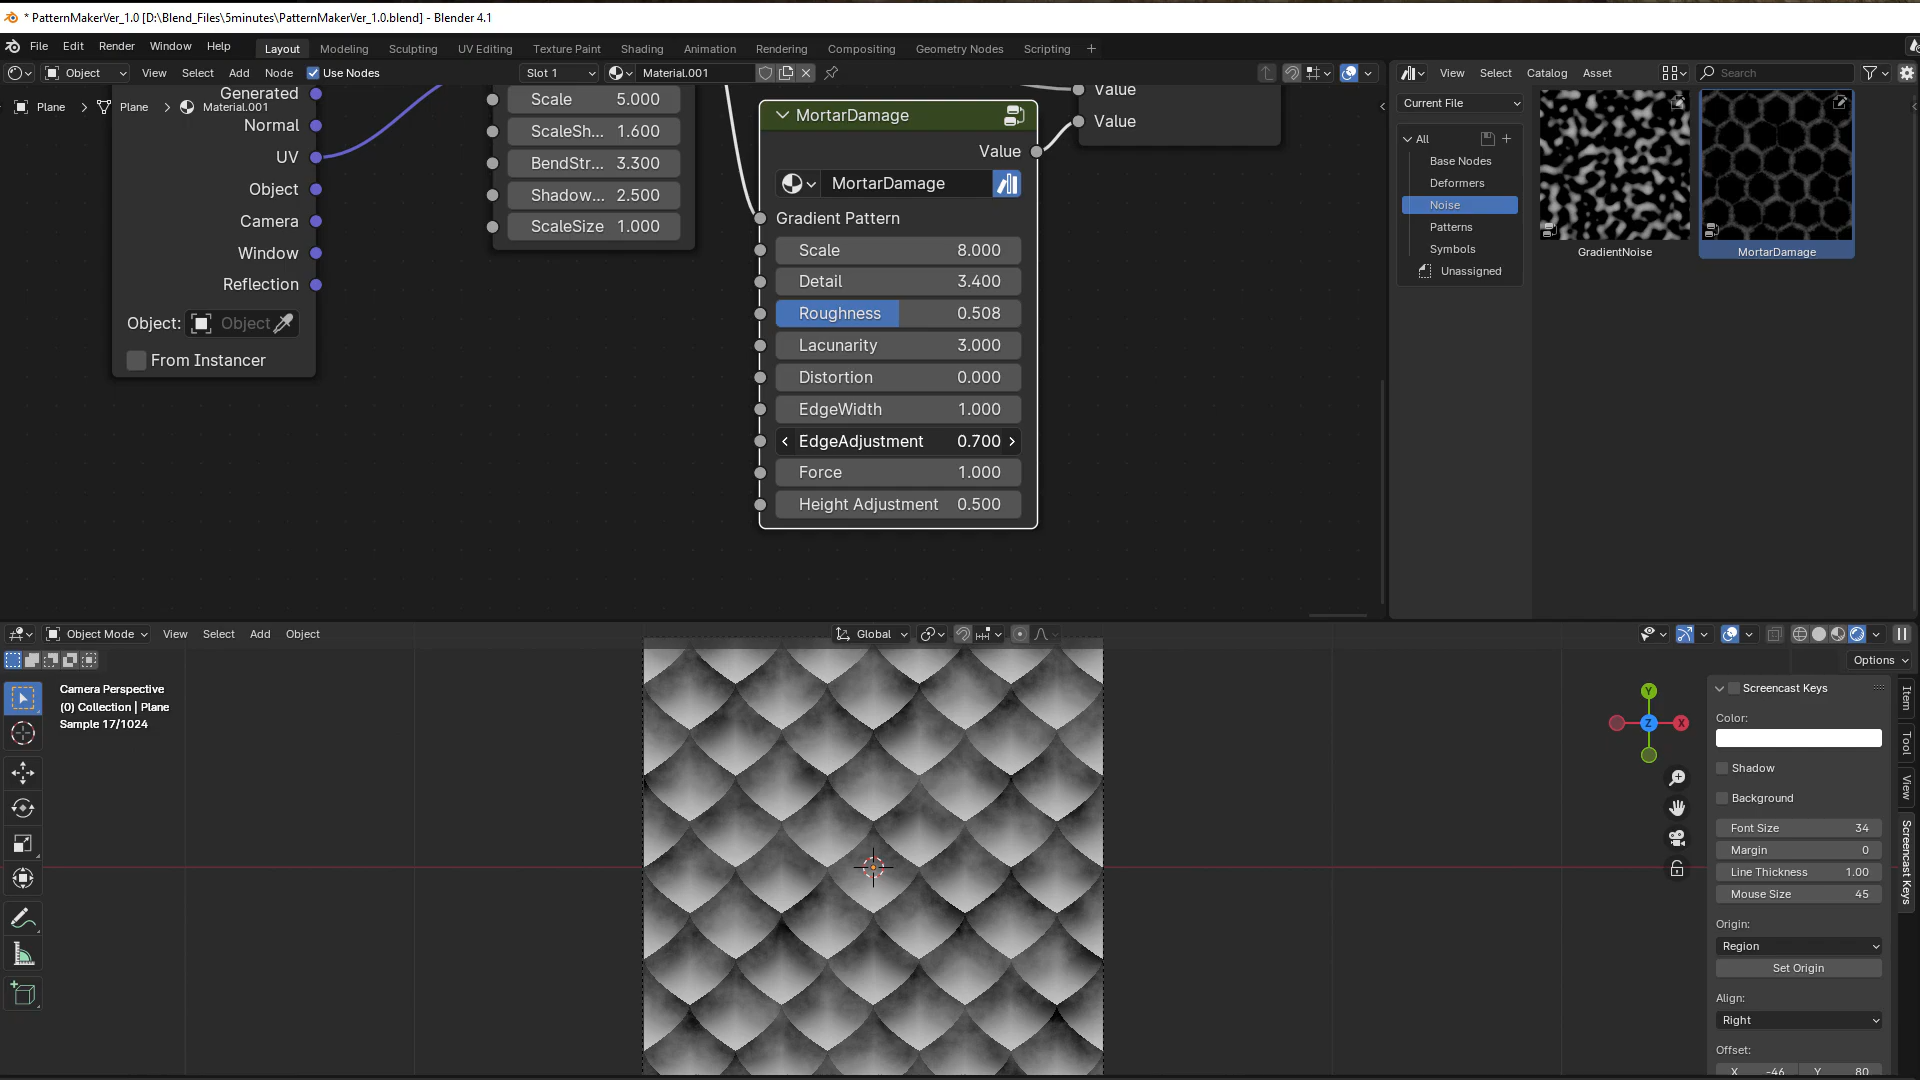 * PatternMakerVer_1.0 [D:\Blend_Files\5minutes\PatternMakerVer_1.0.blend] - Blender 4.1
File Edit Render Window Help
Layout Modeling Sculpting UV Editing Texture Paint Shading Animation Rendering Compositing Geometry Nodes Scripting +
Object View Select Add Node Use Nodes Slot 1 Material.001
View Select Catalog Asset Search
Plane > Plane > Material.001
Generated
Normal
UV
Object
Camera
Window
Reflection
Object: Object
From Instancer
Scale 5.000
ScaleSh... 1.600
BendStr... 3.300
Shadow... 2.500
ScaleSize 1.000
MortarDamage
Value
MortarDamage
Gradient Pattern
Scale 8.000
Detail 3.400
Roughness 0.508
Lacunarity 3.000
Distortion 0.000
EdgeWidth 1.000
EdgeAdjustment 0.700
Force 1.000
Height Adjustment 0.500
Value
Value
Current File
All
Base Nodes
Deformers
Noise
Patterns
Symbols
Unassigned
GradientNoise
MortarDamage
Object Mode View Select Add Object
Global
Options
Camera Perspective
(0) Collection | Plane
Sample 17/1024
Y
Z
X
Screencast Keys
Color:
Shadow
Background
Font Size 34
Margin 0
Line Thickness 1.00
Mouse Size 45
Origin:
Region
Set Origin
Align:
Right
Offset:
X -46 Y 80
Item
Tool
View
Screencast Keys